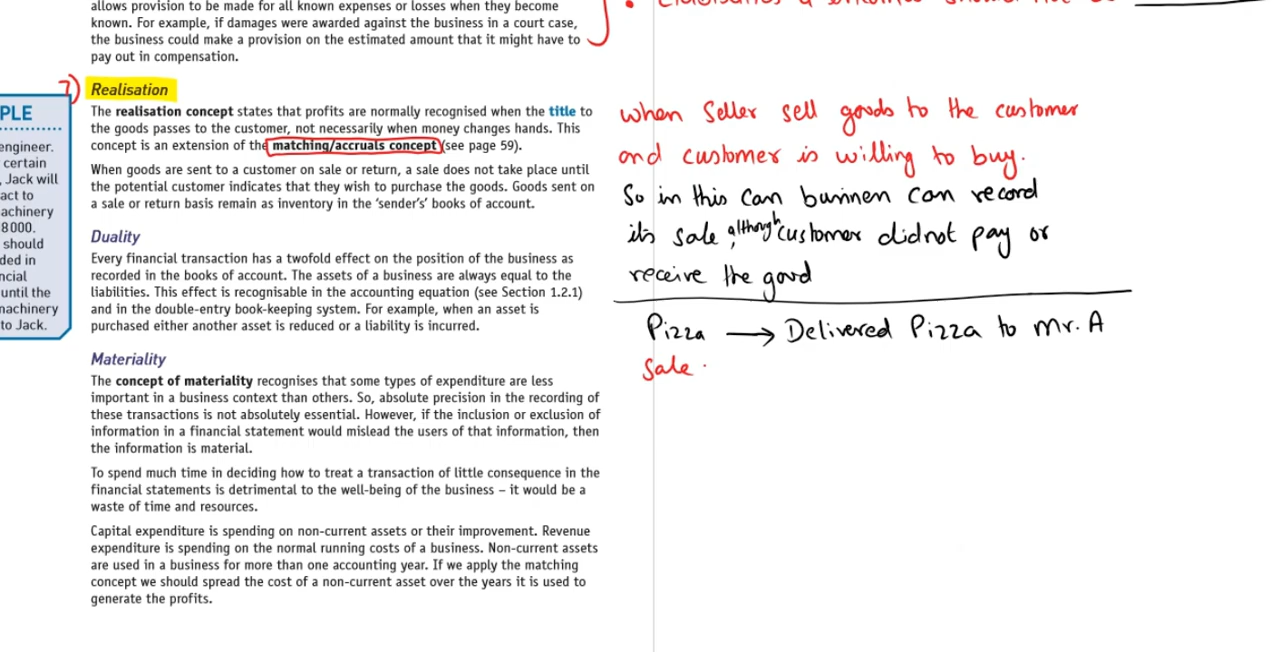 allows provision to be made for all known expenses or losses when they become
known. For example, if damages were awarded against the business in a court case,
the business could make a provision on the estimated amount that it might have to
pay out in compensation.
7)
Realisation
The realisation concept states that profits are normally recognised when the title to
the goods passes to the customer, not necessarily when money changes hands. This
concept is an extension of the matching/accruals concept (see page 59).
When goods are sent to a customer on sale or return, a sale does not take place until
the potential customer indicates that they wish to purchase the goods. Goods sent on
a sale or return basis remain as inventory in the ‘sender’s’ books of account.
Duality
Every financial transaction has a twofold effect on the position of the business as
recorded in the books of account. The assets of a business are always equal to the
liabilities. This effect is recognisable in the accounting equation (see Section 1.2.1)
and in the double-entry book-keeping system. For example, when an asset is
purchased either another asset is reduced or a liability is incurred.
Materiality
The concept of materiality recognises that some types of expenditure are less
important in a business context than others. So, absolute precision in the recording of
these transactions is not absolutely essential. However, if the inclusion or exclusion of
information in a financial statement would mislead the users of that information, then
the information is material.
To spend much time in deciding how to treat a transaction of little consequence in the
financial statements is detrimental to the well-being of the business – it would be a
waste of time and resources.
Capital expenditure is spending on non-current assets or their improvement. Revenue
expenditure is spending on the normal running costs of a business. Non-current assets
are used in a business for more than one accounting year. If we apply the matching
concept we should spread the cost of a non-current asset over the years it is used to
generate the profits.
PLE
engineer.
certain
, Jack will
act to
achinery
8 000.
should
ded in
ncial
until the
machinery
to Jack.
when Seller sell goods to the customer
and customer is willing to buy.
So in this can can record
its sale, although customer didnot pay or
receive the good
Pizza → Delivered Pizza to Mr. A
Sale.